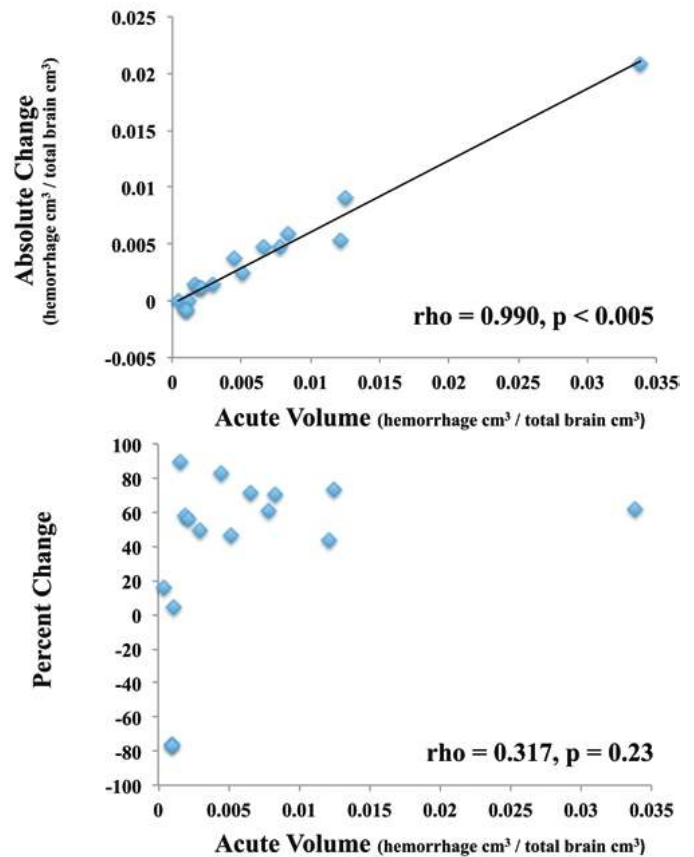 0.025
0.02
0.015
0.01
0.005
0
-0.005
Absolute Change
(hemorrhage cm³ / total brain cm³)
rho = 0.990, p < 0.005
0 0.005 0.01 0.015 0.02 0.025 0.03 0.035
Acute Volume (hemorrhage cm³ / total brain cm³)
100
80
60
40
20
0
-20
-40
-60
-80
-100
Percent Change
rho = 0.317, p = 0.23
0 0.005 0.01 0.015 0.02 0.025 0.03 0.035
Acute Volume (hemorrhage cm³ / total brain cm³)